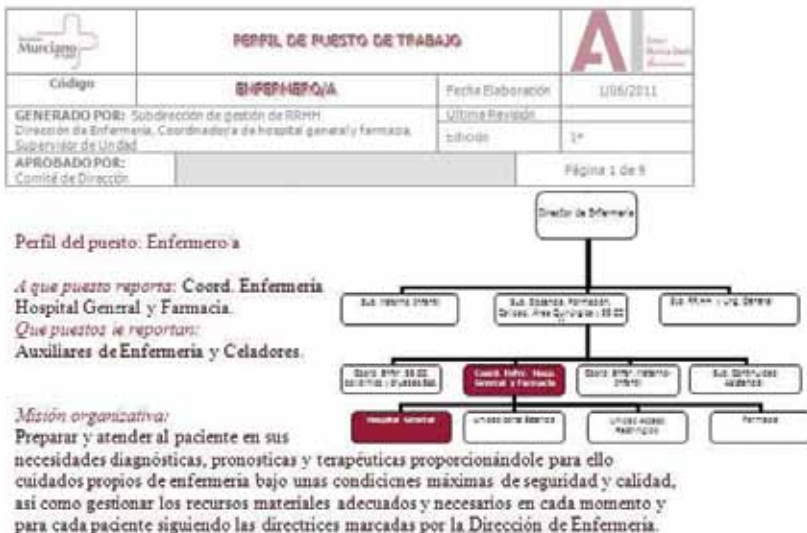 Murciano
PERFIL DE PUESTO DE TRABAJO
Código
ENFERMERO/A
Fecha Elaboración
1/06/2011
GENERADO POR: Subdirección de gestión de RRHH.
Dirección de Enfermería, Coordinador/a de hospital general y farmacia,
Supervisor de Unidad
Última Revisión
Edición
1ª
APROBADO POR:
Comité de Dirección
Página 1 de 9
Director de Enfermería
Perfil del puesto: Enfermero/a
A que puesto reporta: Coord. Enfermeria
Hospital General y Farmacia.
Que puestos le reportan:
Auxiliares de Enfermeria y Celadores.
Coord. Enfer. Hosp.
General y Farmacia
Hospital General
Farmacia
Misión organizativa:
Preparar y atender al paciente en sus
necesidades diagnósticas, pronosticas y terapéuticas proporcionándole para ello
cuidados propios de enfermeria bajo unas condiciones máximas de seguridad y calidad,
asi como gestionar los recursos materiales adecuados y necesarios en cada momento y
para cada paciente siguiendo las directrices marcadas por la Dirección de Enfermería.